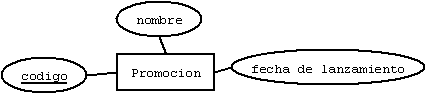 nombre
codigo
Promocion
fecha de lanzamiento